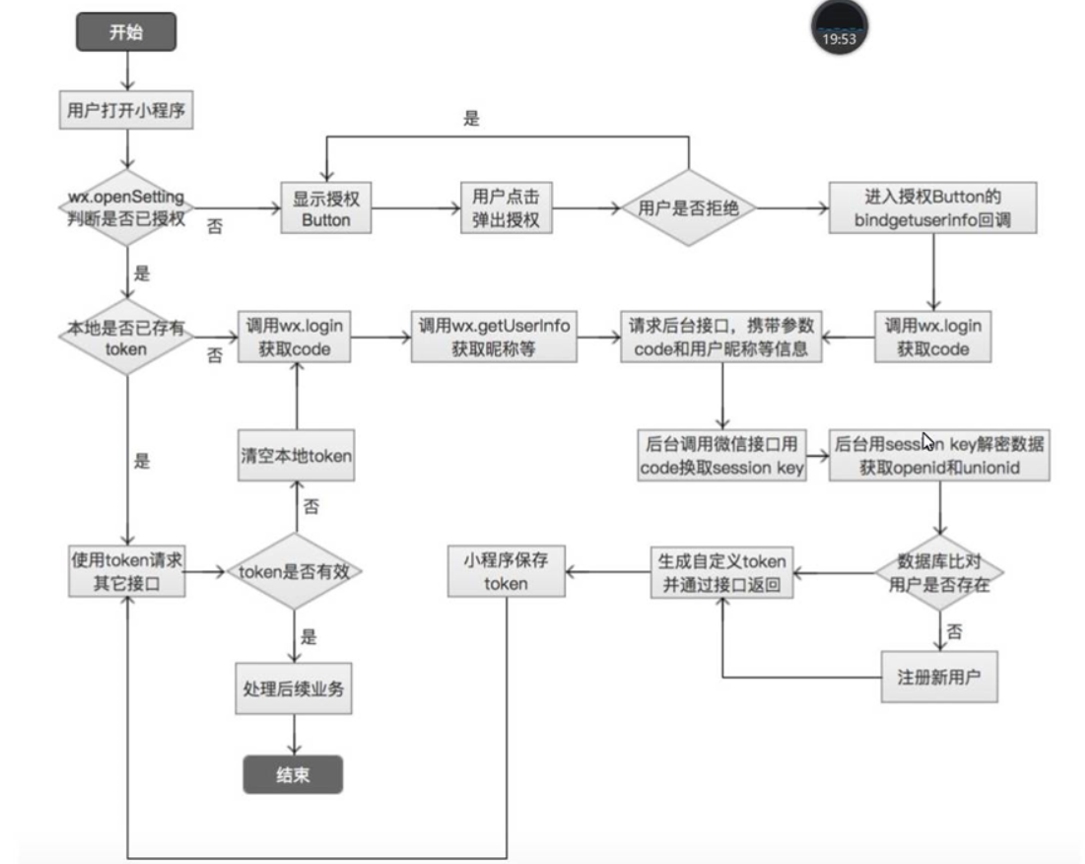 开始
19:53
用户打开小程序
是
wx.openSetting
判断是否已授权
否
显示授权
Button
用户点击
弹出授权
用户是否拒绝
进入授权Button的
bindgetuserinfo回调
是
本地是否已存有
token
否
调用wx.login
获取code
调用wx.getUserInfo
获取昵称等
请求后台接口，携带参数
code和用户昵称等信息
调用wx.login
获取code
是
清空本地token
后台调用微信接口用
code换取session key
后台用session key解密数据
获取openid和unionid
否
使用token请求
其它接口
token是否有效
小程序保存
token
生成自定义token
并通过接口返回
数据库比对
用户是否存在
是
否
处理后续业务
注册新用户
结束